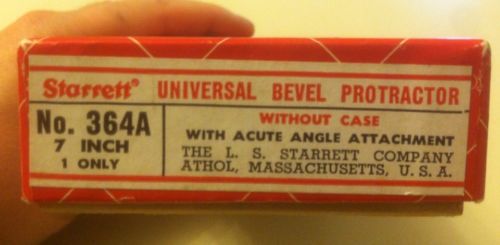 Starrett® UNIVERSAL BEVEL PROTRACTOR
No. 364A
7 INCH
1 ONLY
WITHOUT CASE
WITH ACUTE ANGLE ATTACHMENT
THE L. S. STARRETT COMPANY
ATHOL, MASSACHUSETTS, U. S. A.